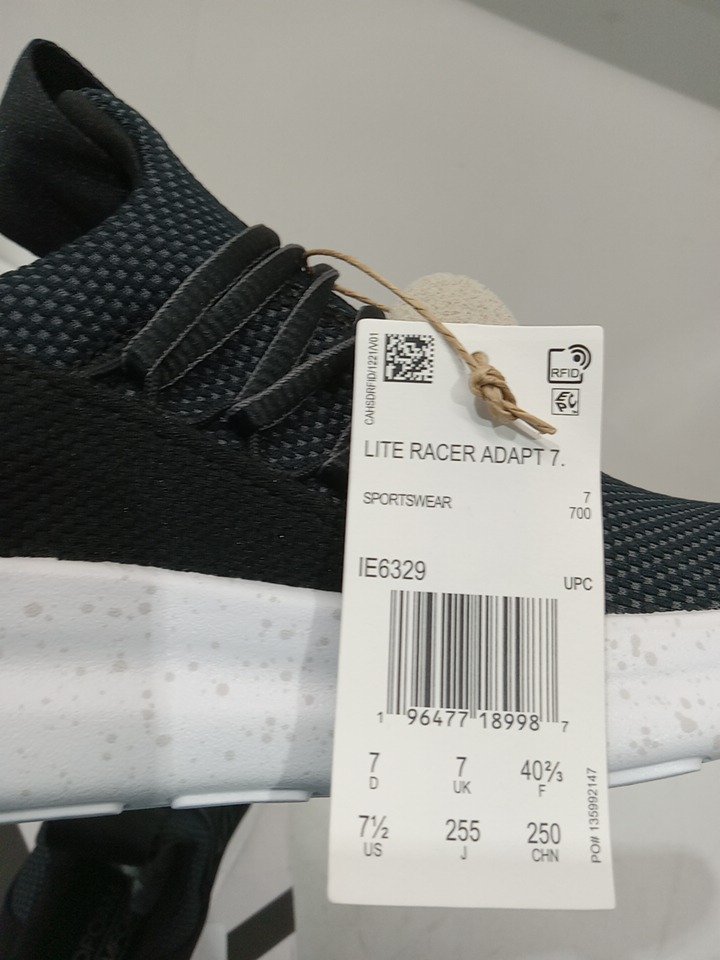 CAHSDRFID/1221/V01
RFID
EPC
LITE RACER ADAPT 7.
SPORTSWEAR
7
700
IE6329
UPC
1 96477 18998 7
7 7 40⅔
D UK F
7½ 255 250
US J CHN
PO# 135992147